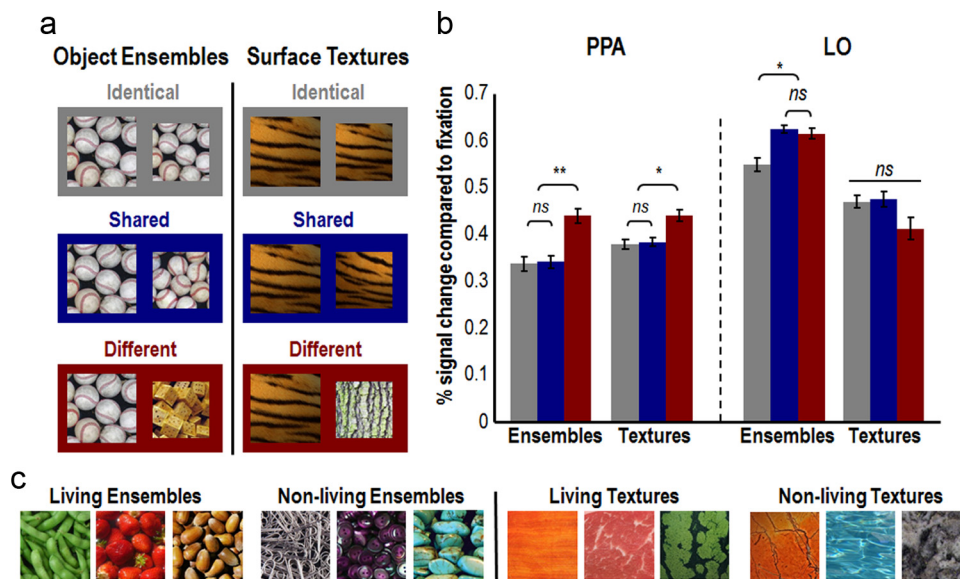 a
Object Ensembles
Surface Textures
Identical
Identical
Shared
Shared
Different
Different
b
PPA
LO
% signal change compared to fixation
0.7
0.6
0.5
0.4
0.3
0.2
0.1
0
ns
**
ns
*
*
ns
ns
Ensembles
Textures
Ensembles
Textures
c
Living Ensembles
Non-living Ensembles
Living Textures
Non-living Textures